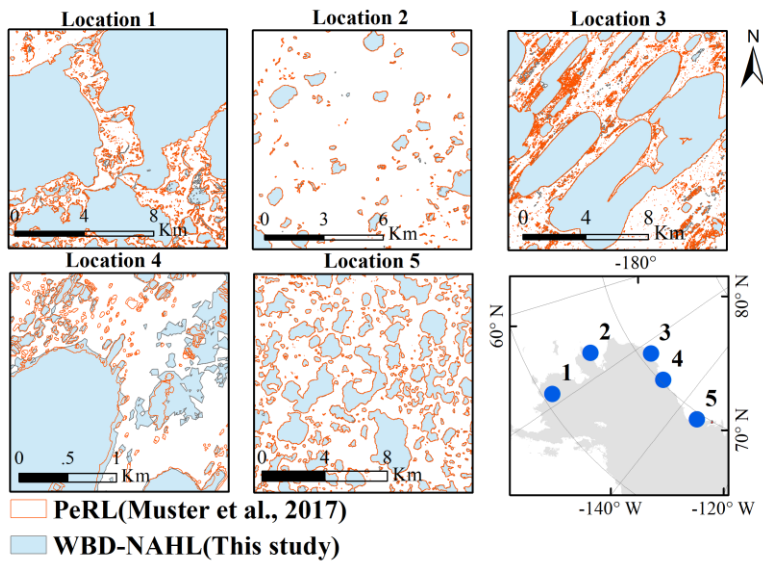 Location 1
Location 2
Location 3
N
0 4 8
Km
0 3 6
Km
0 4 8
Km
Location 4
Location 5
-180°
80° N
60° N
1
2
3
4
5
70° N
-140° W
-120° W
0 .5 1
Km
0 4 8
Km
PeRL(Muster et al., 2017)
WBD-NAHL(This study)